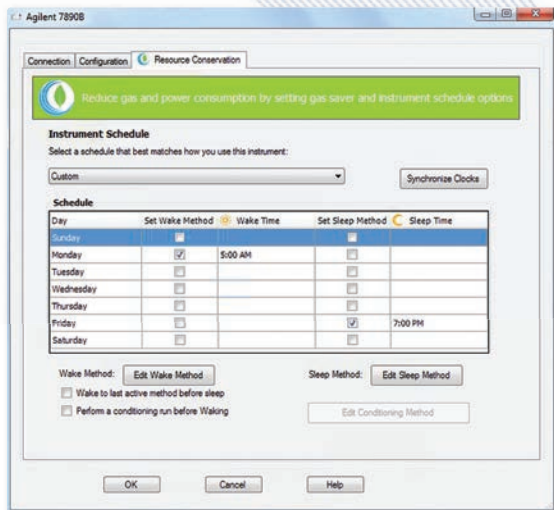 Agilent 7890B
Connection Configuration Resource Conservation
Reduce gas and power consumption by setting gas saver and instrument schedule options
Instrument Schedule
Select a schedule that best matches how you use this instrument:
Custom Synchronize Clocks
Schedule
Day Set Wake Method Wake Time Set Sleep Method Sleep Time
Sunday
Monday 5:00 AM
Tuesday
Wednesday
Thursday
Friday 7:00 PM
Saturday
Wake Method: Edit Wake Method Sleep Method: Edit Sleep Method
Wake to last active method before sleep
Perform a conditioning run before Waking Edit Conditioning Method
OK Cancel Help